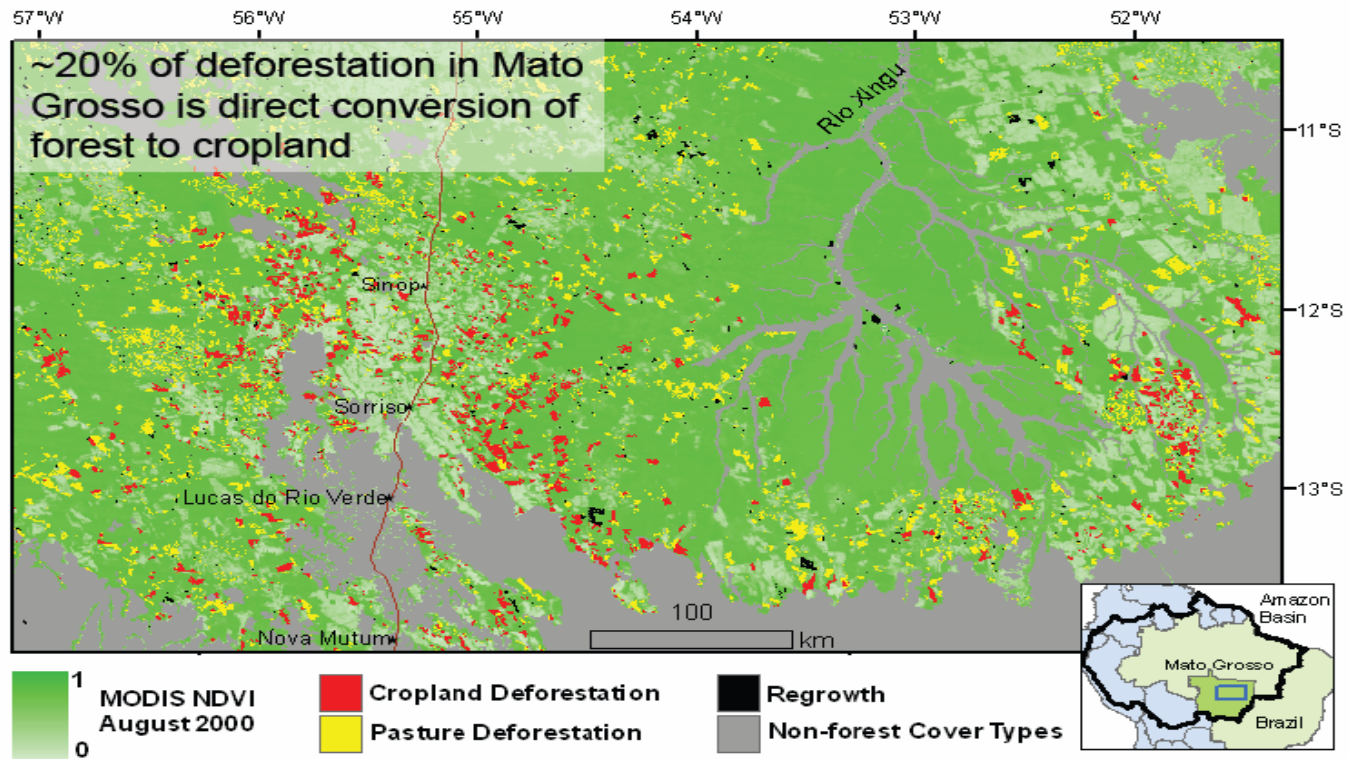 57°W 56°W 55°W 54°W 53°W 52°W
~20% of deforestation in Mato
Grosso is direct conversion of
forest to cropland
Rio Xingu
11°S
Sinop
12°S
Sorriso
Lucas do Rio Verde
13°S
Nova Mutum
100
km
Amazon
Basin
Mato Grosso
Brazil
1
MODIS NDVI
August 2000
0
Cropland Deforestation
Pasture Deforestation
Regrowth
Non-forest Cover Types